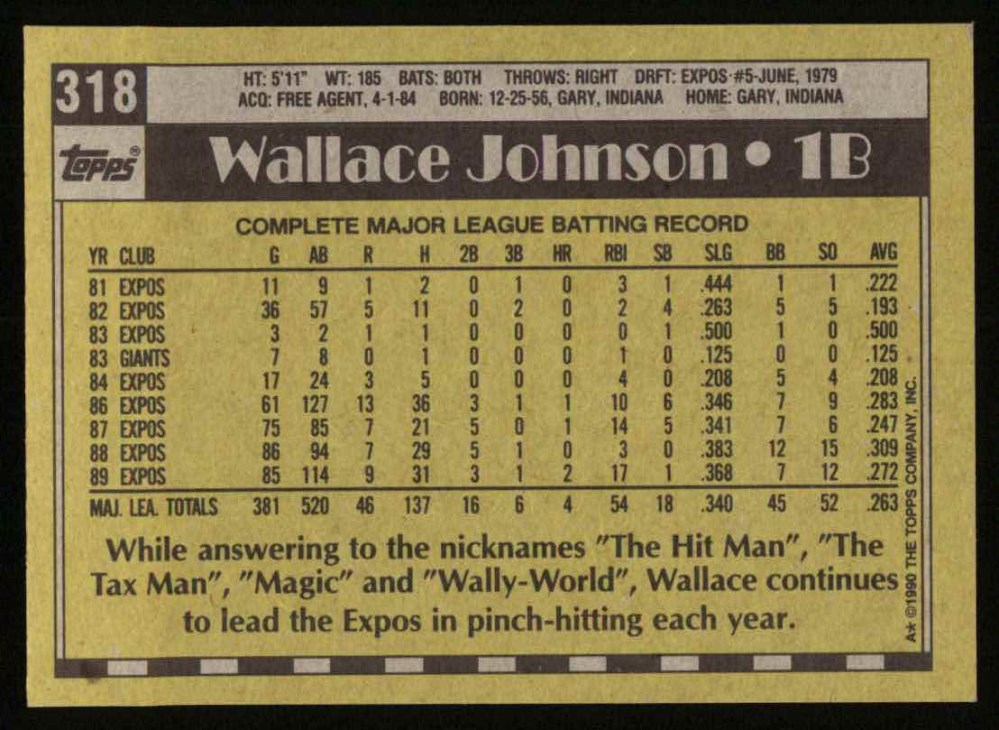 318
HT: 5'11" WT: 185 BATS: BOTH THROWS: RIGHT DRFT: EXPOS-#5-JUNE, 1979
ACQ: FREE AGENT, 4-1-84 BORN: 12-25-56, GARY, INDIANA HOME: GARY, INDIANA
Topps®
Wallace Johnson • 1B
COMPLETE MAJOR LEAGUE BATTING RECORD
YR CLUB G AB R H 2B 3B HR RBI SB SLG BB SO AVG
81 EXPOS 11 9 1 2 0 1 0 3 1 .444 1 1 .222
82 EXPOS 36 57 5 11 0 2 0 2 4 .263 5 5 .193
83 EXPOS 3 2 1 1 0 0 0 0 1 .500 1 0 .500
83 GIANTS 7 8 0 1 0 0 0 1 0 .125 0 0 .125
84 EXPOS 17 24 3 5 0 0 0 4 0 .208 5 4 .208
86 EXPOS 61 127 13 36 3 1 1 10 6 .346 7 9 .283
87 EXPOS 75 85 7 21 5 0 1 14 5 .341 7 6 .247
88 EXPOS 86 94 7 29 5 1 0 3 0 .383 12 15 .309
89 EXPOS 85 114 9 31 3 1 2 17 1 .368 7 12 .272
MAJ. LEA. TOTALS 381 520 46 137 16 6 4 54 18 .340 45 52 .263
While answering to the nicknames "The Hit Man", "The
Tax Man", "Magic" and "Wally-World", Wallace continues
to lead the Expos in pinch-hitting each year.
A* ©1990 THE TOPPS COMPANY, INC.